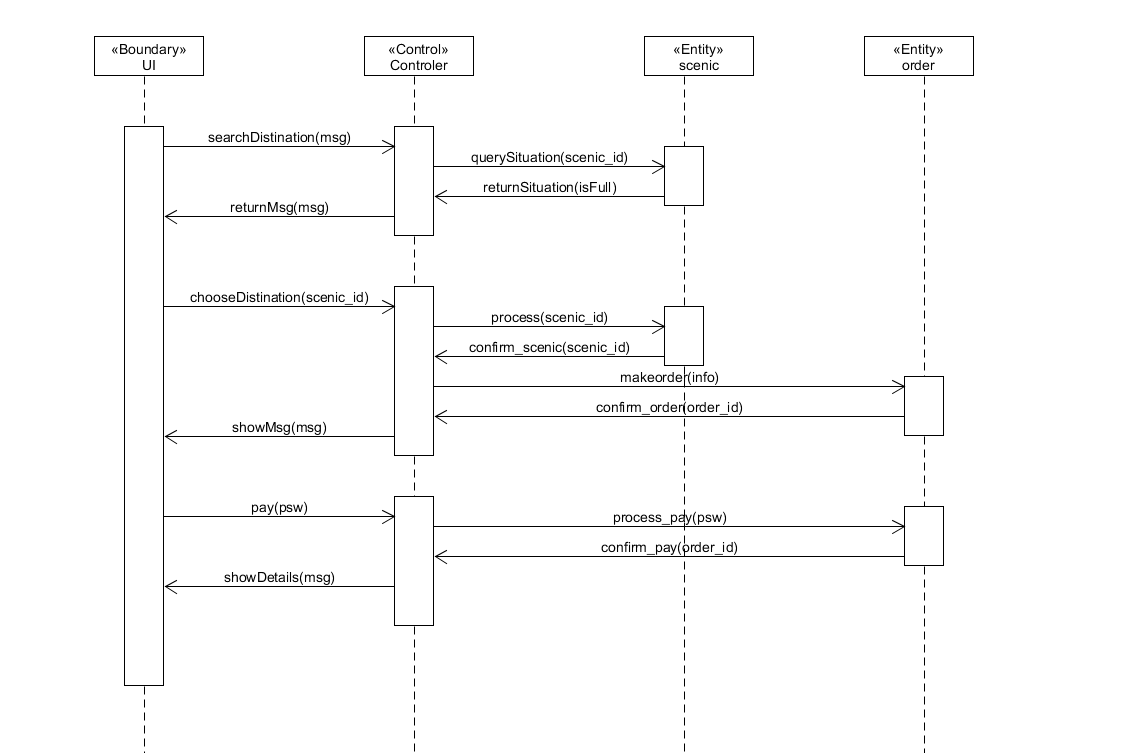 «Boundary»
UI
«Control»
Controler
«Entity»
scenic
«Entity»
order
searchDistination(msg)
querySituation(scenic_id)
returnSituation(isFull)
returnMsg(msg)
chooseDistination(scenic_id)
process(scenic_id)
confirm_scenic(scenic_id)
makeorder(info)
confirm_order(order_id)
showMsg(msg)
pay(psw)
process_pay(psw)
confirm_pay(order_id)
showDetails(msg)